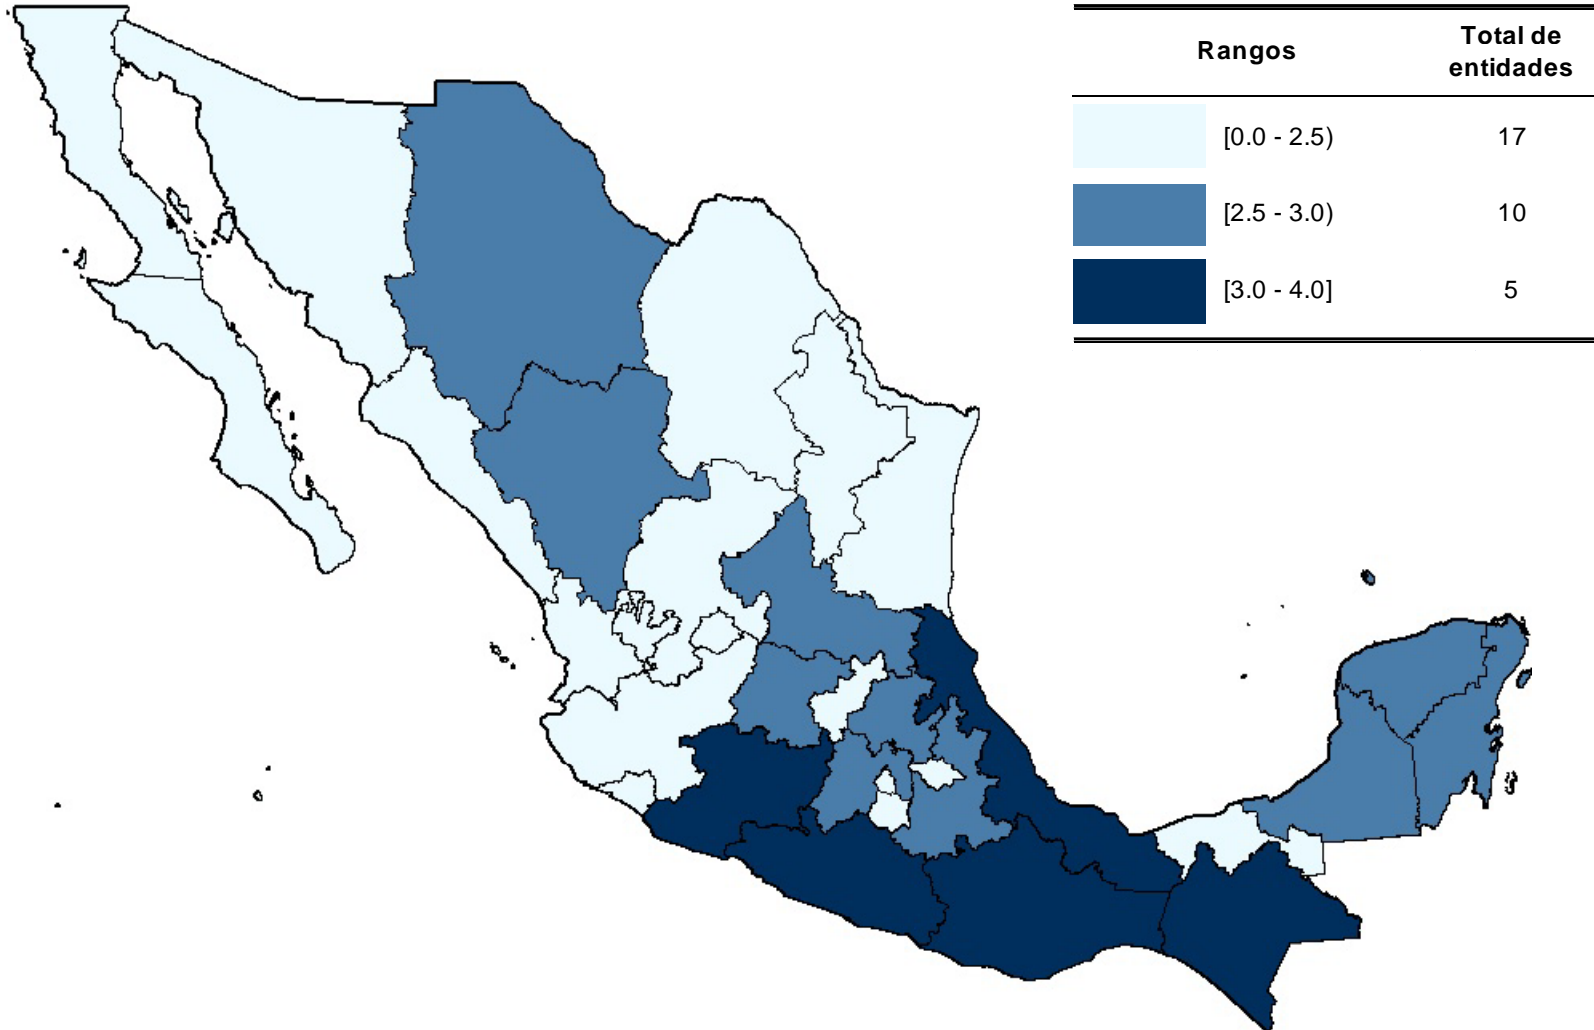 Rangos Total de entidades
[0.0 - 2.5) 17
[2.5 - 3.0) 10
[3.0 - 4.0] 5